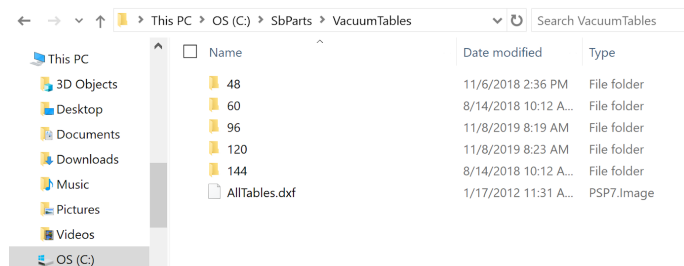 This PC > OS (C:) > SbParts > VacuumTables
Search VacuumTables
This PC
3D Objects
Desktop
Documents
Downloads
Music
Pictures
Videos
OS (C:)
Name Date modified Type
48 11/6/2018 2:36 PM File folder
60 8/14/2018 10:12 A... File folder
96 11/8/2019 8:19 AM File folder
120 11/8/2019 8:23 AM File folder
144 8/14/2018 10:12 A... File folder
AllTables.dxf 1/17/2012 11:31 A... PSP7.Image